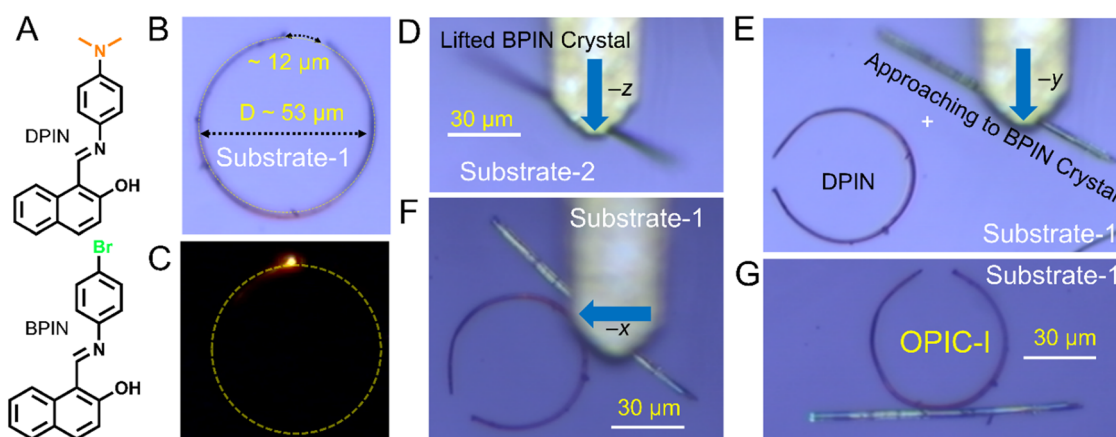 A
N
DPIN
N
OH
Br
BPIN
N
OH
B
~ 12 µm
D ~ 53 µm
Substrate-1
C
D
Lifted BPIN Crystal
–z
30 µm
Substrate-2
E
–y
Approaching to BPIN Crystal
+
DPIN
Substrate-1
F
Substrate-1
–x
30 µm
G
Substrate-1
OPIC-I
30 µm